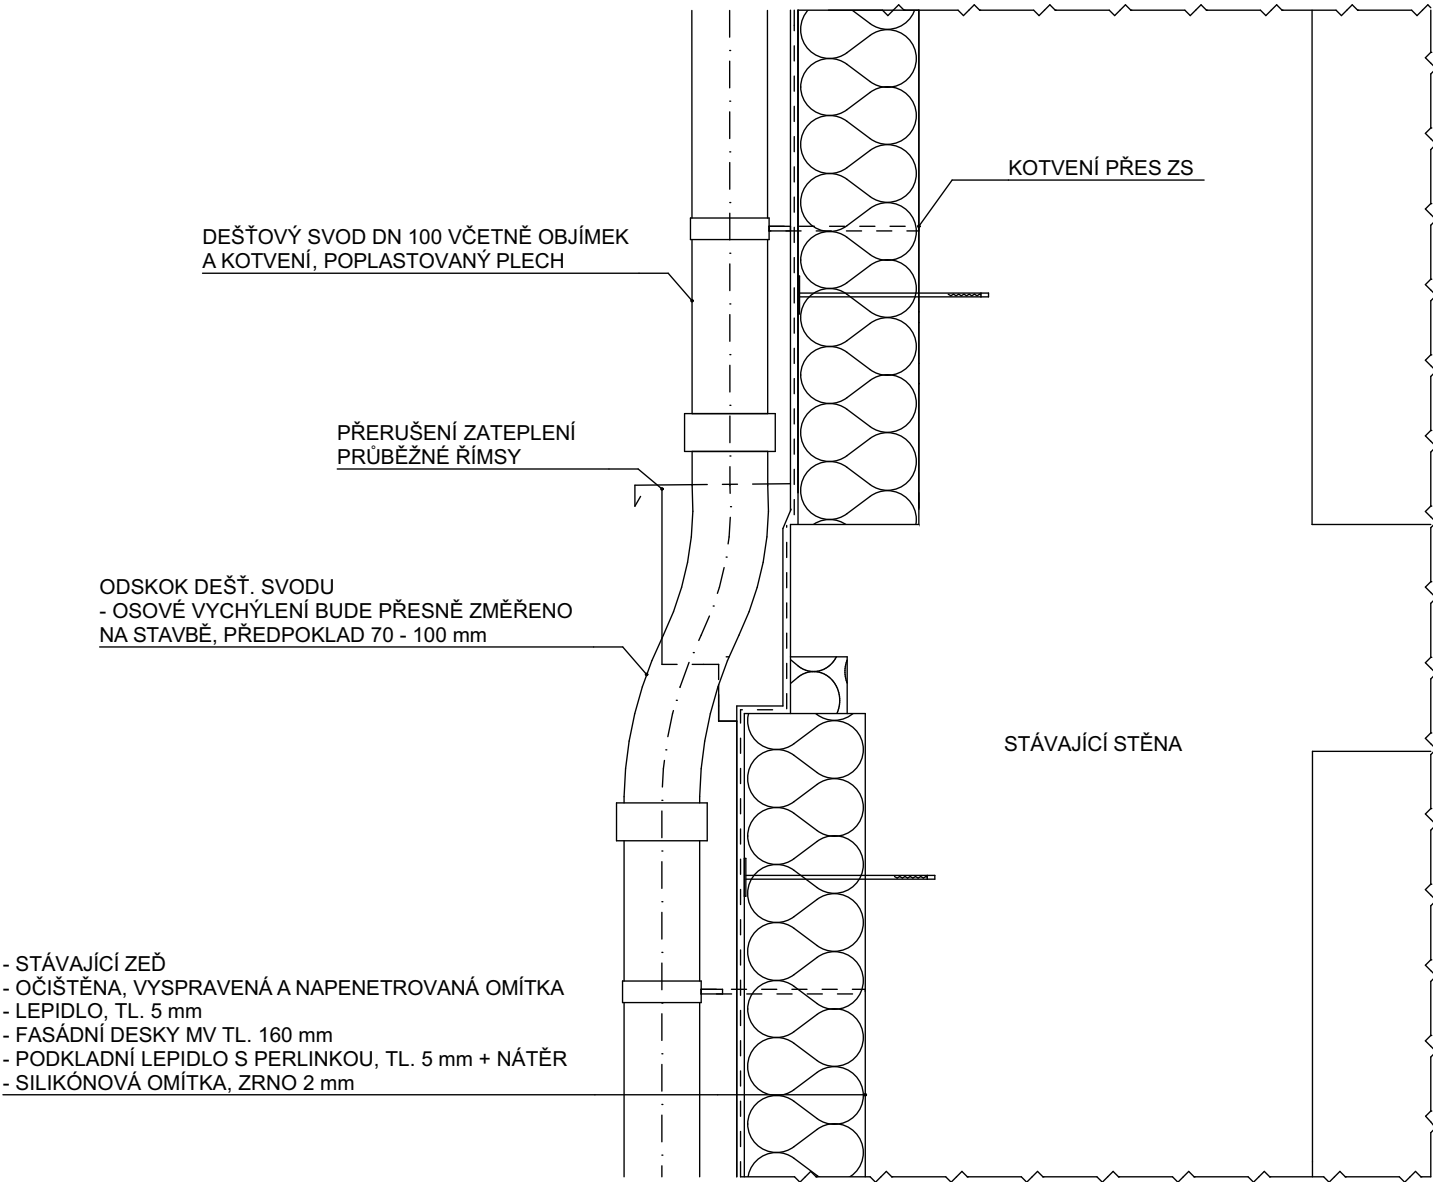 KOTVENÍ PŘES ZS
DEŠŤOVÝ SVOD DN 100 VČETNĚ OBJÍMEK
A KOTVENÍ, POPLASTOVANÝ PLECH
PŘERUŠENÍ ZATEPLENÍ
PRŮBĚŽNÉ ŘÍMSY
ODSKOK DEŠŤ. SVODU
- OSOVÉ VYCHÝLENÍ BUDE PŘESNĚ ZMĚŘENO
NA STAVBĚ, PŘEDPOKLAD 70 - 100 mm
STÁVAJÍCÍ STĚNA
- STÁVAJÍCÍ ZEĎ
- OČIŠTĚNA, VYSPRAVENÁ A NAPENETROVANÁ OMÍTKA
- LEPIDLO, TL. 5 mm
- FASÁDNÍ DESKY MV TL. 160 mm
- PODKLADNÍ LEPIDLO S PERLINKOU, TL. 5 mm + NÁTĚR
- SILIKÓNOVÁ OMÍTKA, ZRNO 2 mm